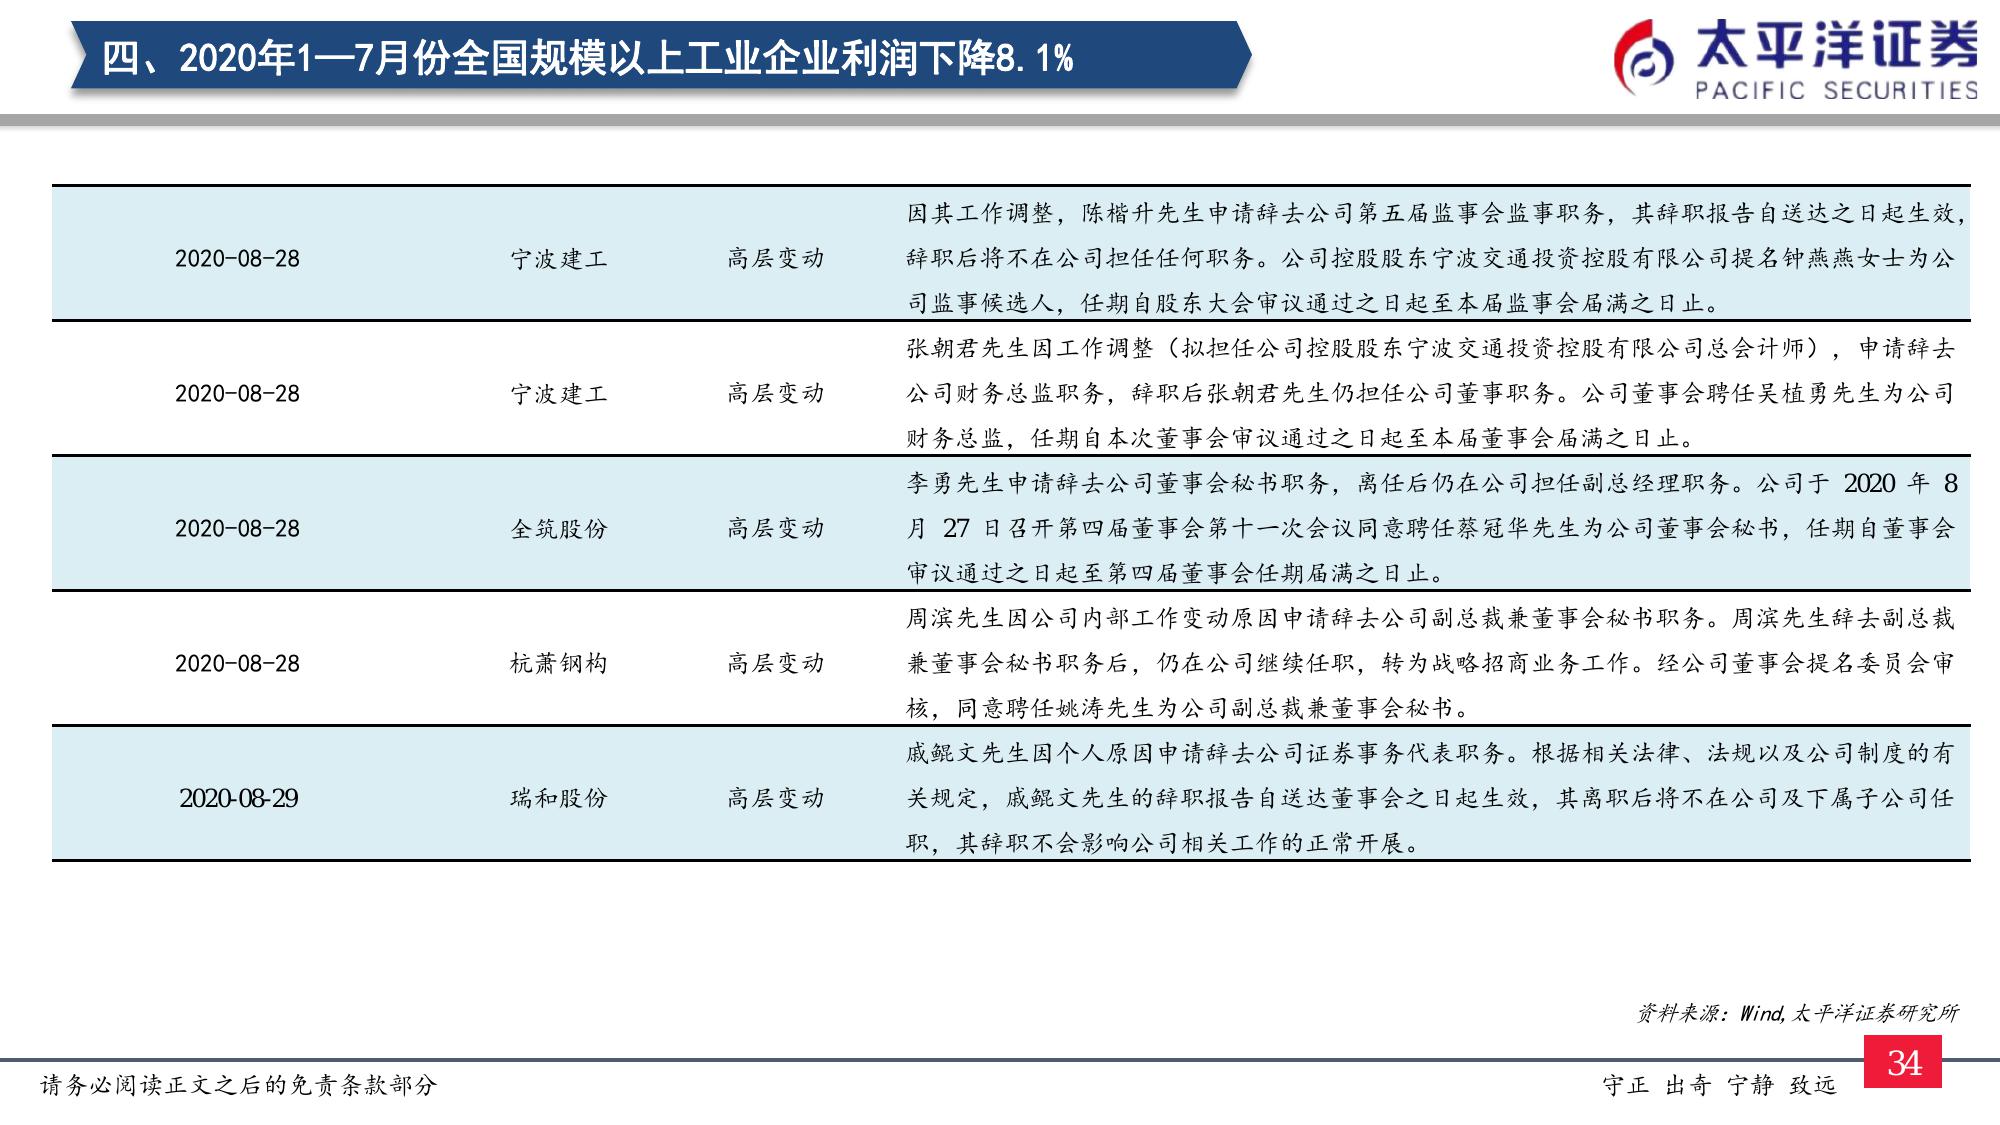 四、2020年1—7月份全国规模以上工业企业利润下降8.1%
太平洋证券
PACIFIC SECURITIES
因其工作调整，陈楷升先生申请辞去公司第五届监事会监事职务，其辞职报告自送达之日起生效，
2020-08-28 宁波建工 高层变动 辞职后将不在公司担任任何职务。公司控股股东宁波交通投资控股有限公司提名钟燕燕女士为公
司监事候选人，任期自股东大会审议通过之日起至本届监事会届满之日止。
张朝君先生因工作调整（拟担任公司控股股东宁波交通投资控股有限公司总会计师），申请辞去
2020-08-28 宁波建工 高层变动 公司财务总监职务，辞职后张朝君先生仍担任公司董事职务。公司董事会聘任吴植勇先生为公司
财务总监，任期自本次董事会审议通过之日起至本届董事会届满之日止。
李勇先生申请辞去公司董事会秘书职务，离任后仍在公司担任副总经理职务。公司于 2020 年 8
2020-08-28 全筑股份 高层变动 月 27 日召开第四届董事会第十一次会议同意聘任蔡冠华先生为公司董事会秘书，任期自董事会
审议通过之日起至第四届董事会任期届满之日止。
周滨先生因公司内部工作变动原因申请辞去公司副总裁兼董事会秘书职务。周滨先生辞去副总裁
2020-08-28 杭萧钢构 高层变动 兼董事会秘书职务后，仍在公司继续任职，转为战略招商业务工作。经公司董事会提名委员会审
核，同意聘任姚涛先生为公司副总裁兼董事会秘书。
戚鲲文先生因个人原因申请辞去公司证券事务代表职务。根据相关法律、法规以及公司制度的有
2020-08-29 瑞和股份 高层变动 关规定，戚鲲文先生的辞职报告自送达董事会之日起生效，其离职后将不在公司及下属子公司任
职，其辞职不会影响公司相关工作的正常开展。
资料来源：Wind,太平洋证券研究所
请务必阅读正文之后的免责条款部分
守正 出奇 宁静 致远
34